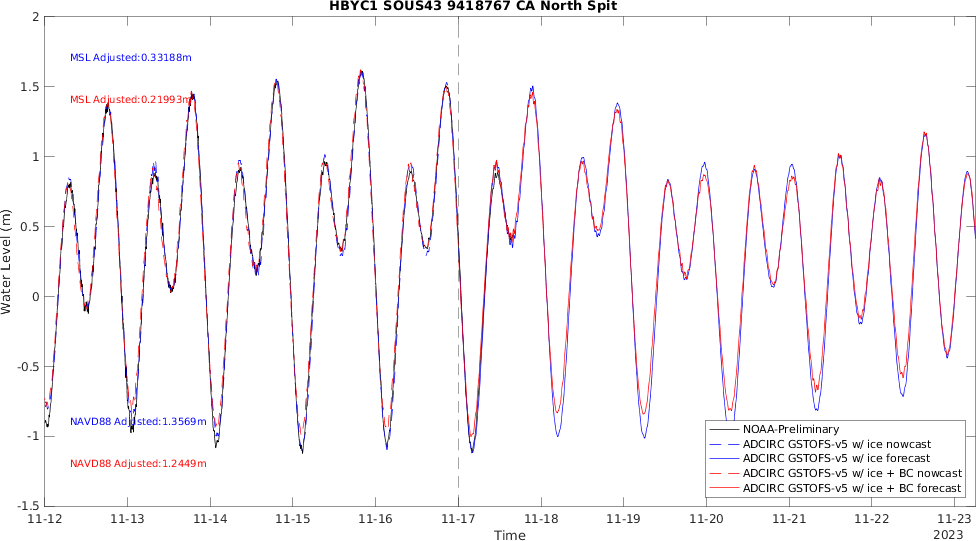 HBYC1 SOUS43 9418767 CA North Spit
2
1.5
1
0.5
0
-0.5
-1
-1.5
Water Level (m)
MSL Adjusted:0.33188m
MSL Adjusted:0.21993m
NAVD88 Adjusted:1.3569m
NAVD88 Adjusted:1.2449m
NOAA-Preliminary
ADCIRC GSTOFS-v5 w/ ice nowcast
ADCIRC GSTOFS-v5 w/ ice forecast
ADCIRC GSTOFS-v5 w/ ice + BC nowcast
ADCIRC GSTOFS-v5 w/ ice + BC forecast
11-12 11-13 11-14 11-15 11-16 11-17 11-18 11-19 11-20 11-21 11-22 11-23
Time
2023